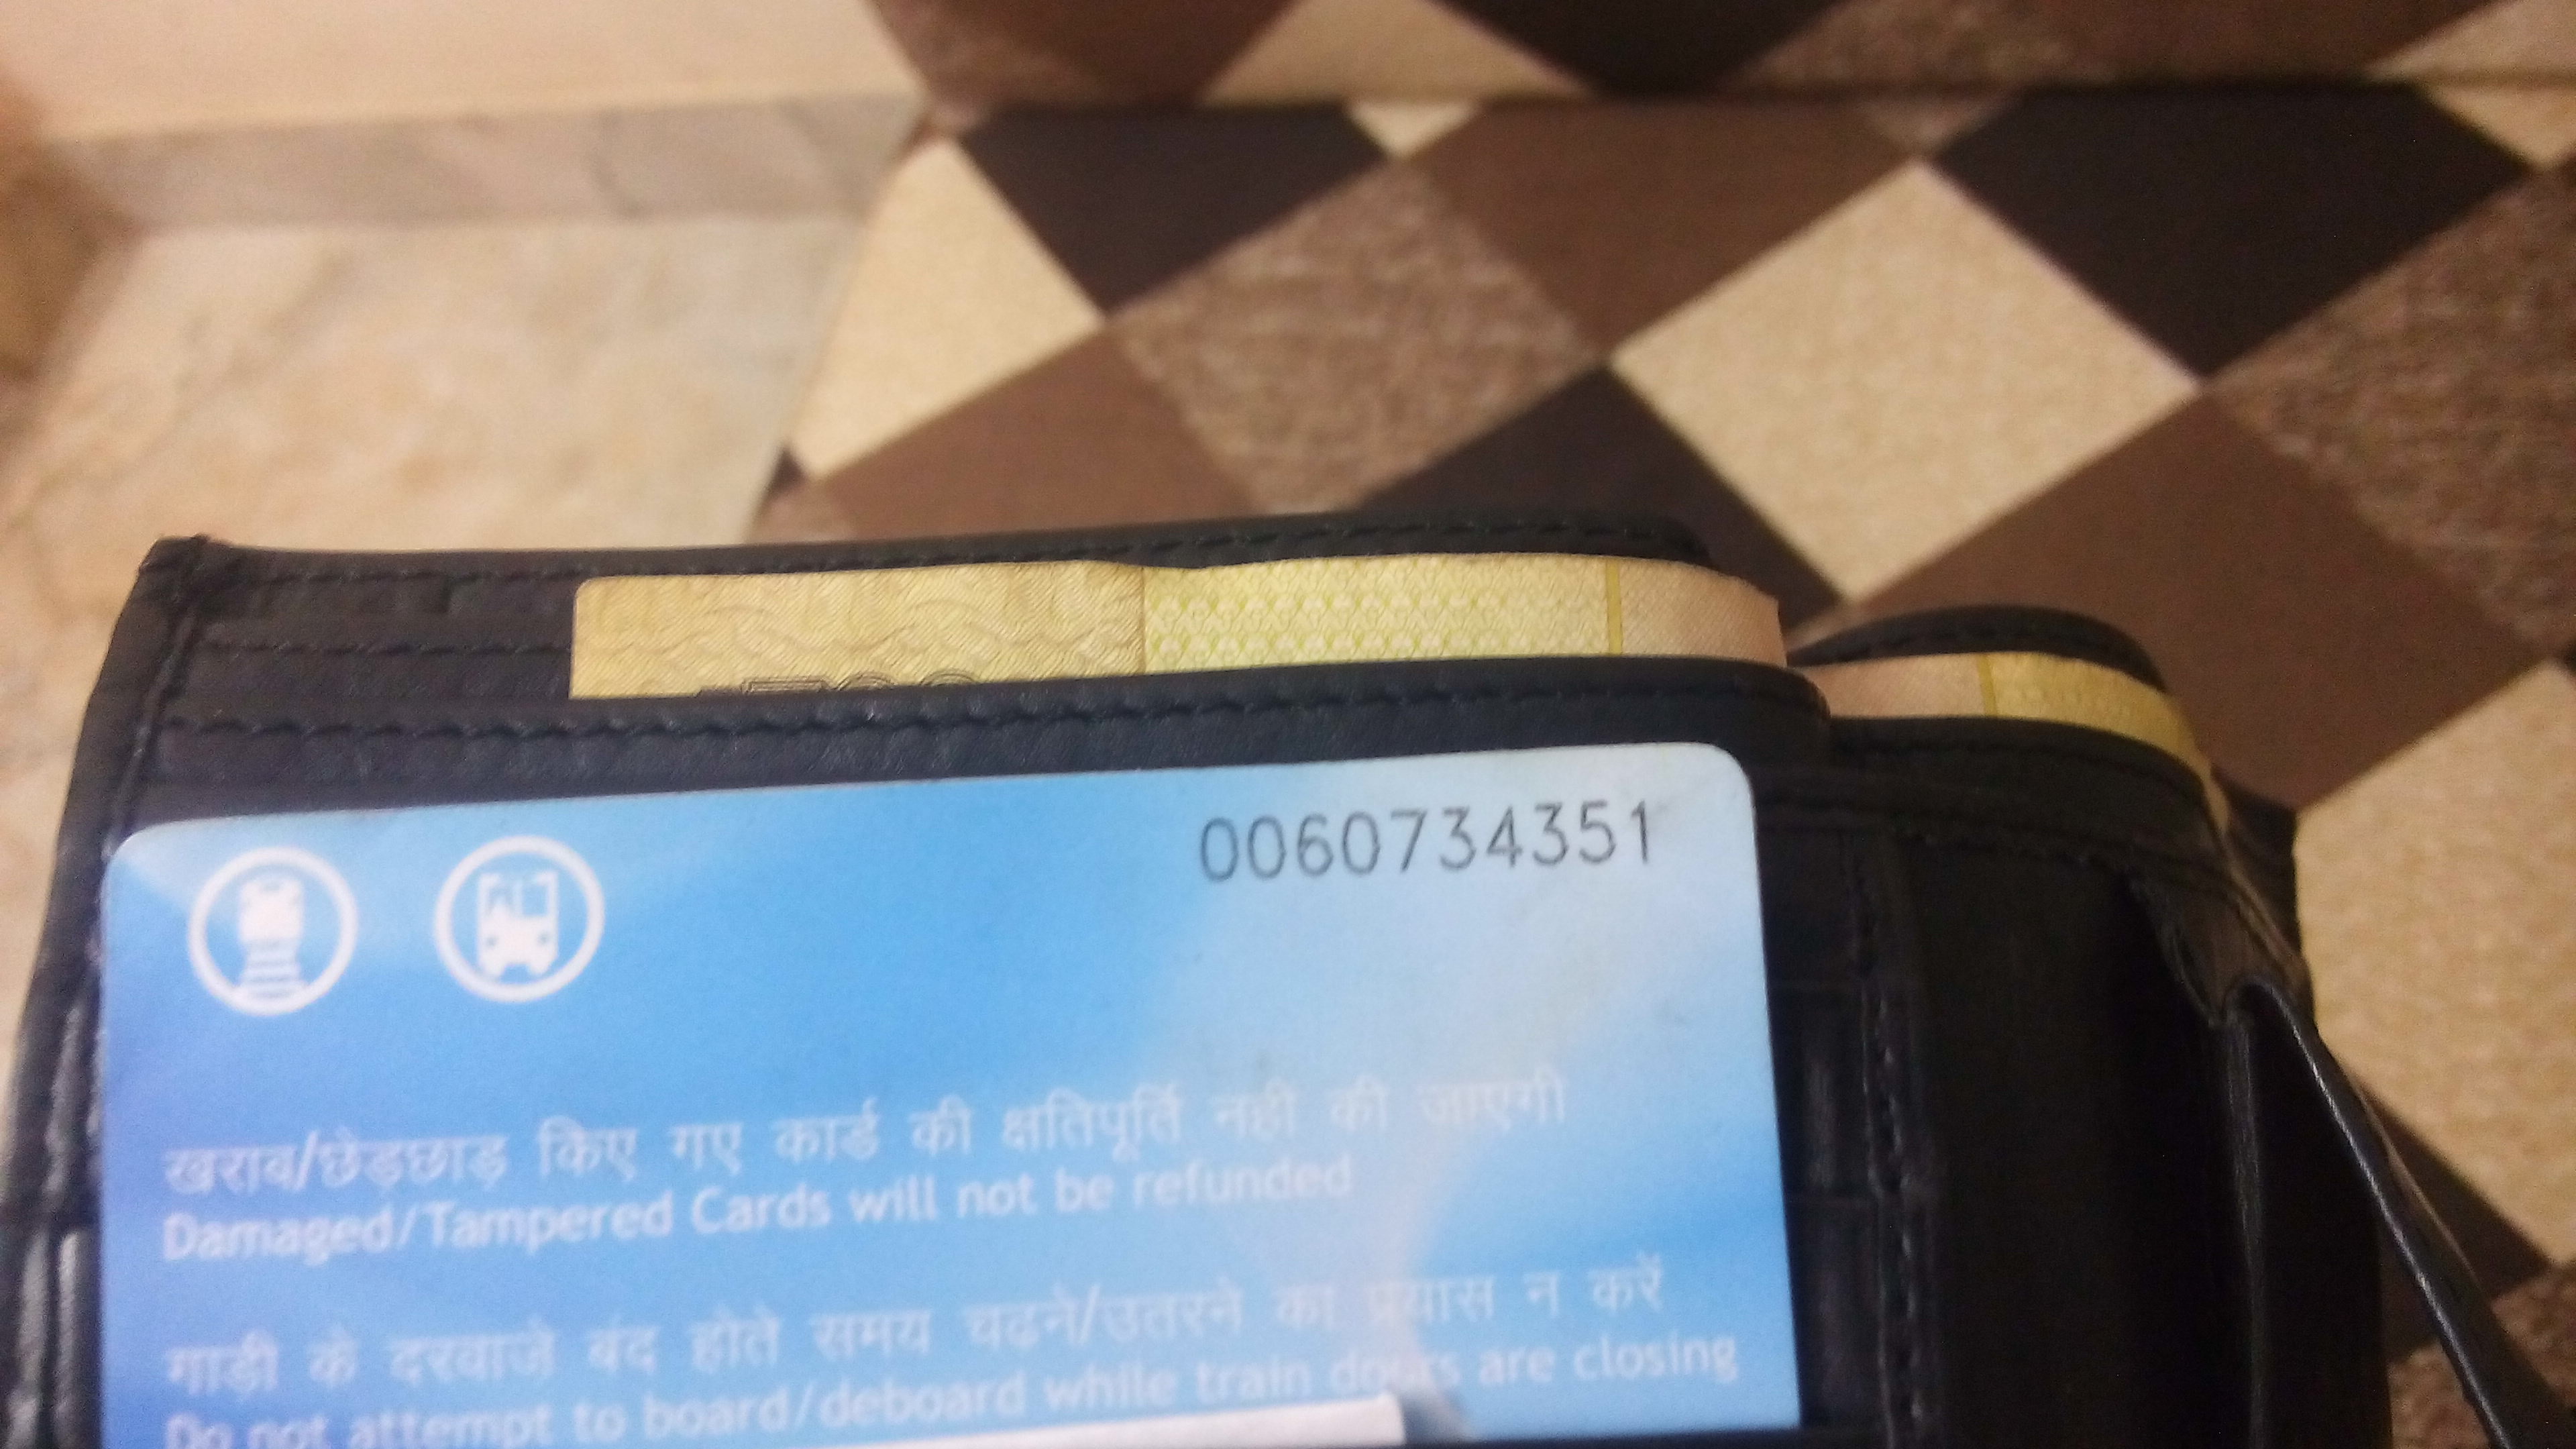 0060734351
खराब/छेड़छाड़ किए गए कार्ड की क्षतिपूर्ति नही की जाएगी
Damaged/Tampered Cards will not be refunded
गाड़ी के दरवाजे बंद होते समय चढने/उतरने का प्रयास न करें
Do not attempt to board/deboard while train doors are closing